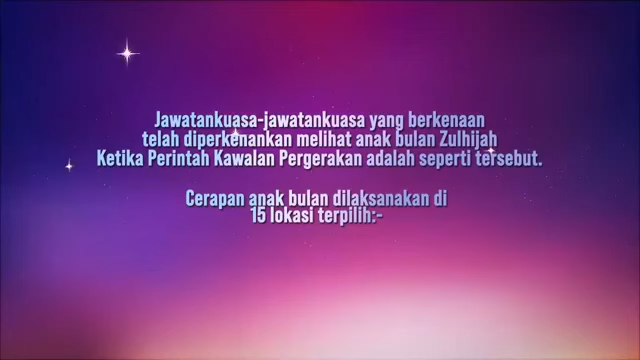 Jawatankuasa-jawatankuasa yang berkenaan
telah diperkenankan melihat anak bulan Zulhijah
Ketika Perintah Kawalan Pergerakan adalah seperti tersebut.
Cerapan anak bulan dilaksanakan di
15 lokasi terpilih:-